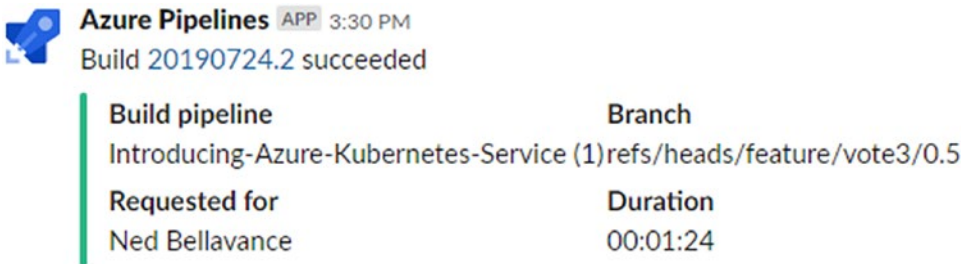 Azure Pipelines APP 3:30 PM
Build 20190724.2 succeeded
Build pipeline Branch
Introducing-Azure-Kubernetes-Service (1) refs/heads/feature/vote3/0.5
Requested for Duration
Ned Bellavance 00:01:24